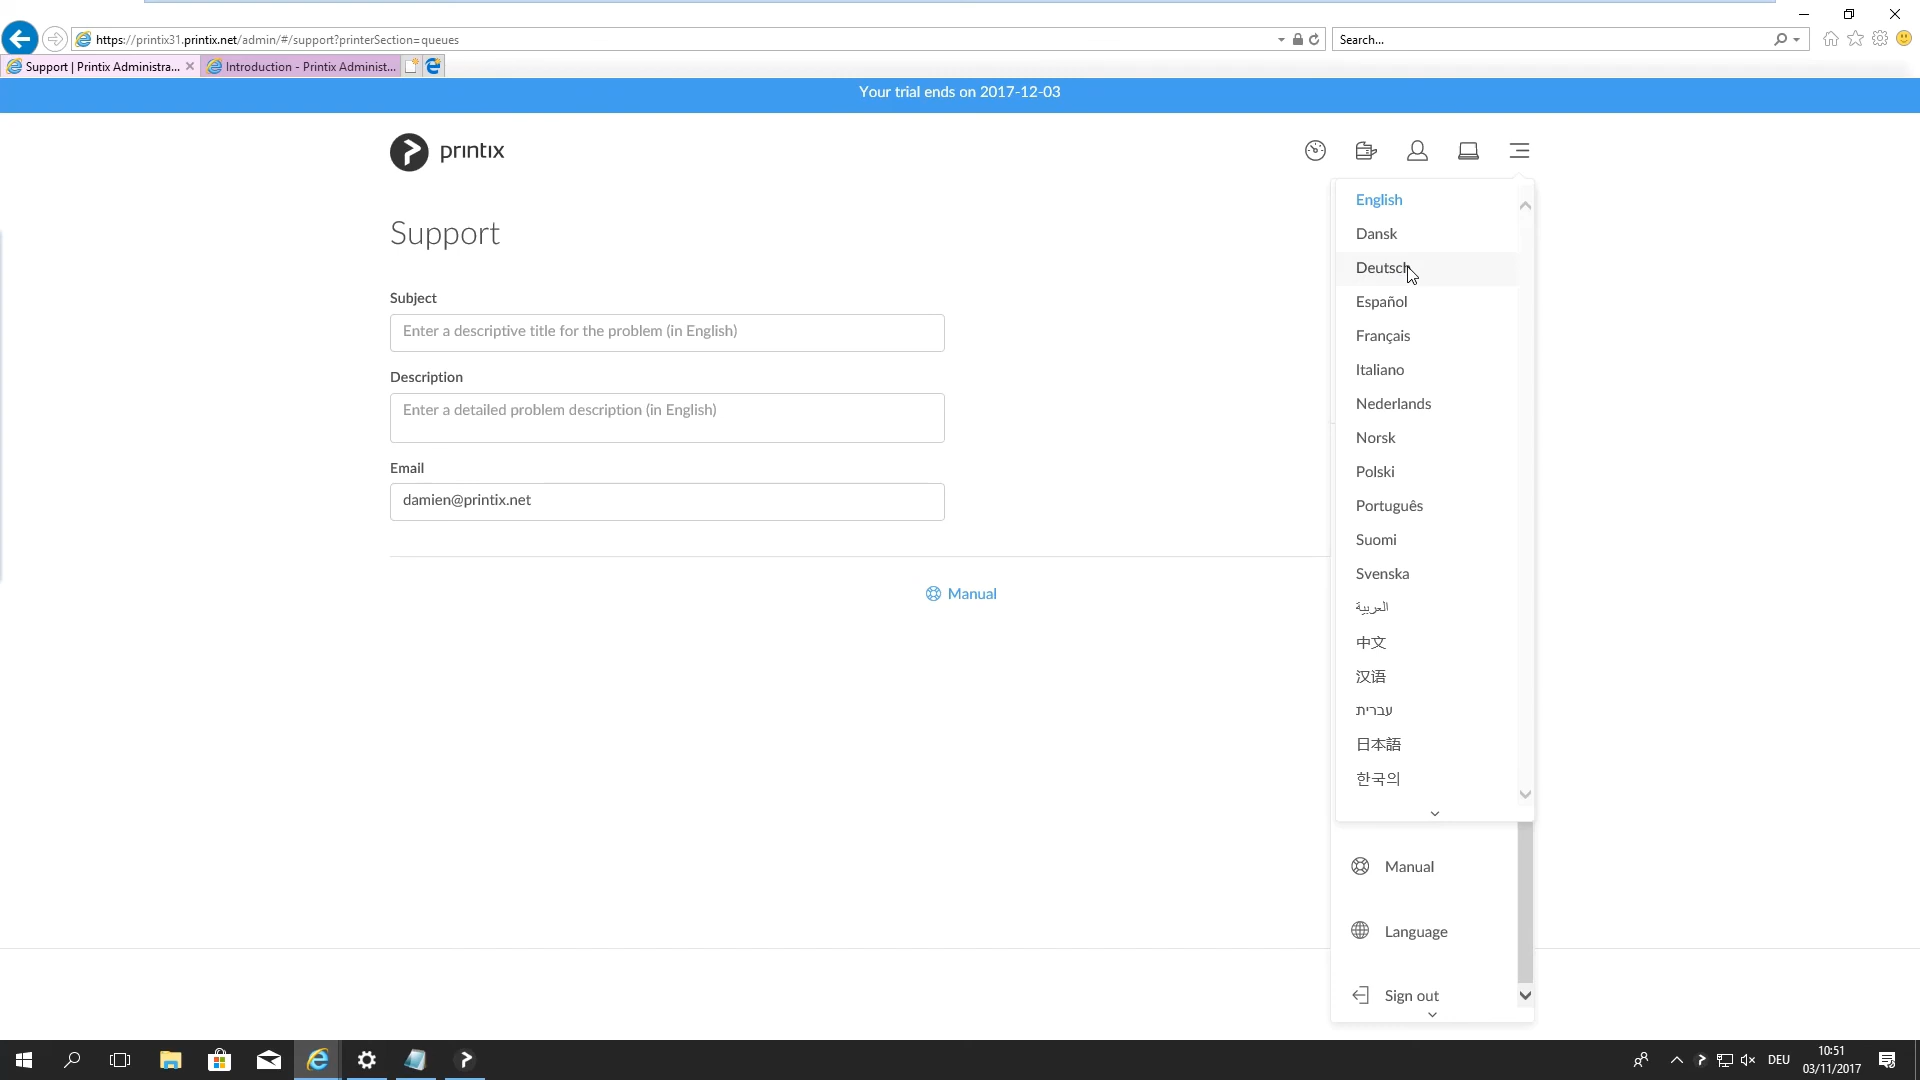 https://printix31.printix.net/admin/#/support?printerSection=queues
Search...
Support | Printix Administra...
Introduction - Printix Administ...
Your trial ends on 2017-12-03
printix
Support
Subject
Enter a descriptive title for the problem (in English)
Description
Enter a detailed problem description (in English)
Email
damien@printix.net
Manual
English
Dansk
Deutsch
Español
Français
Italiano
Nederlands
Norsk
Polski
Português
Suomi
Svenska
العربية
中文
汉语
עברית
日本語
한국의
Manual
Language
Sign out
DEU
10:51
03/11/2017